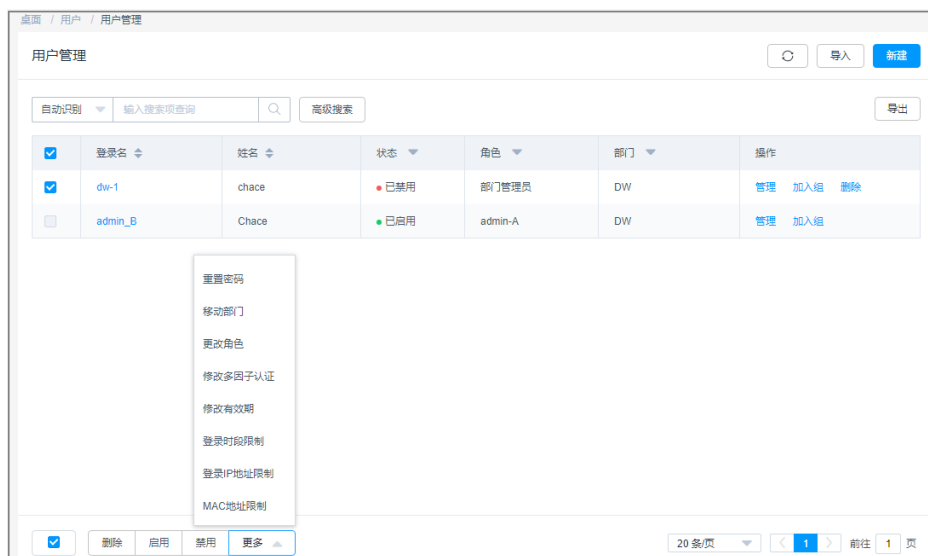 桌面 / 用户 / 用户管理
用户管理
导入 新建
自动识别 输入搜索项查询 高级搜索 导出
登录名 姓名 状态 角色 部门 操作
dw-1 chace 已禁用 部门管理员 DW 管理 加入组 删除
admin_B Chace 已启用 admin-A DW 管理 加入组
重置密码
移动部门
更改角色
修改多因子认证
修改有效期
登录时段限制
登录IP地址限制
MAC地址限制
删除 启用 禁用 更多 20 条/页 1 前往 1 页